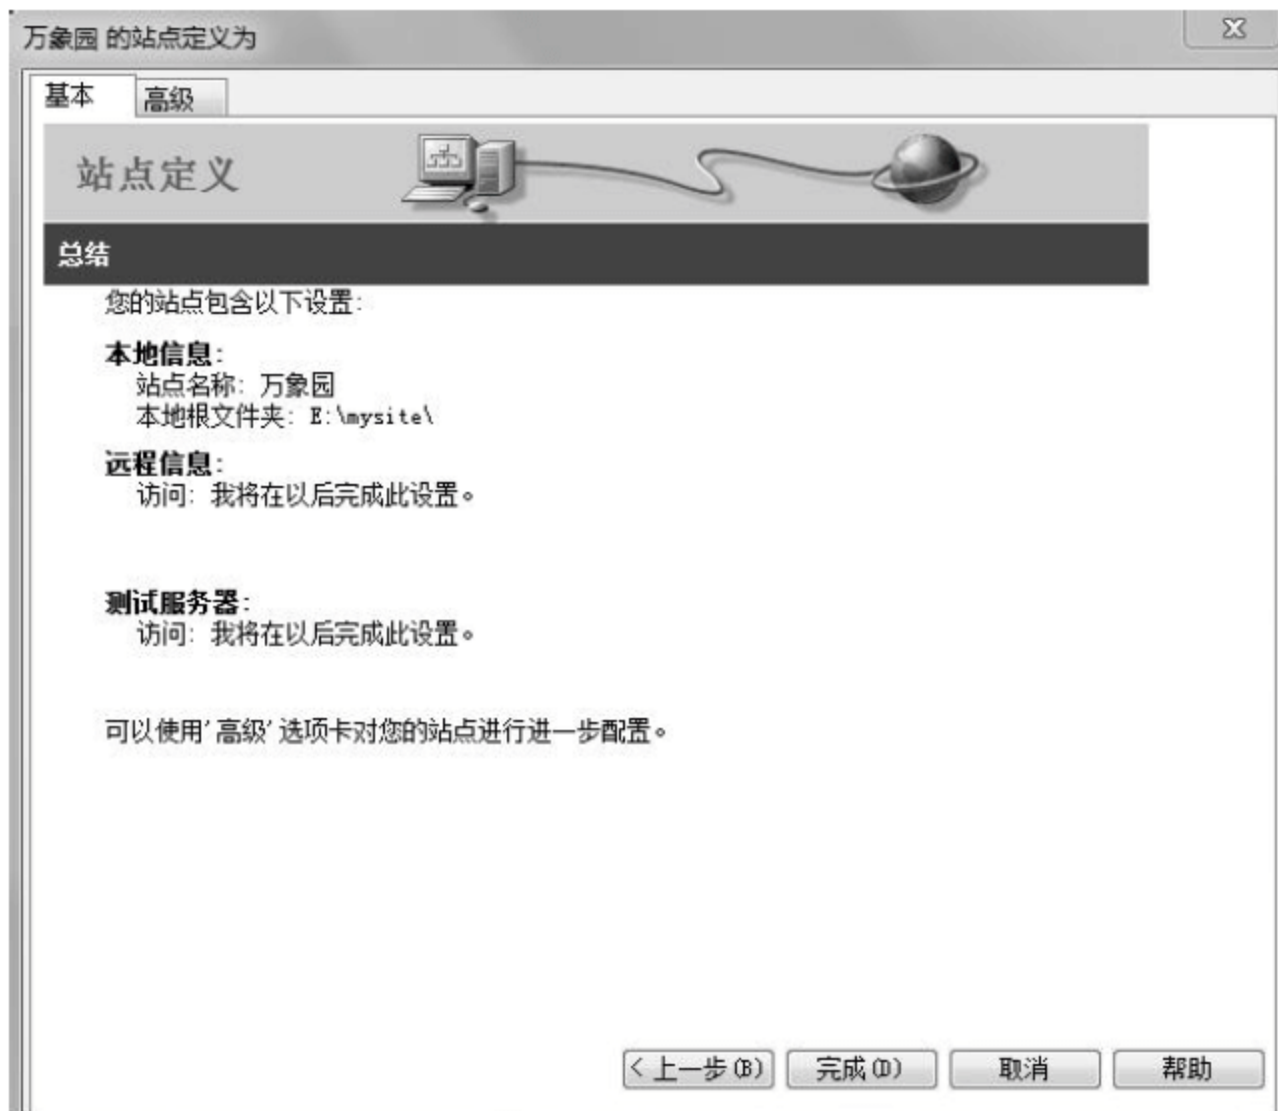 万象园 的站点定义为
基本
高级
站点定义
总结
您的站点包含以下设置:
本地信息:
站点名称: 万象园
本地根文件夹: E:\mysite\
远程信息:
访问: 我将在以后完成此设置。
测试服务器:
访问: 我将在以后完成此设置。
可以使用'高级'选项卡对您的站点进行进一步配置。
< 上一步(B)
完成(D)
取消
帮助